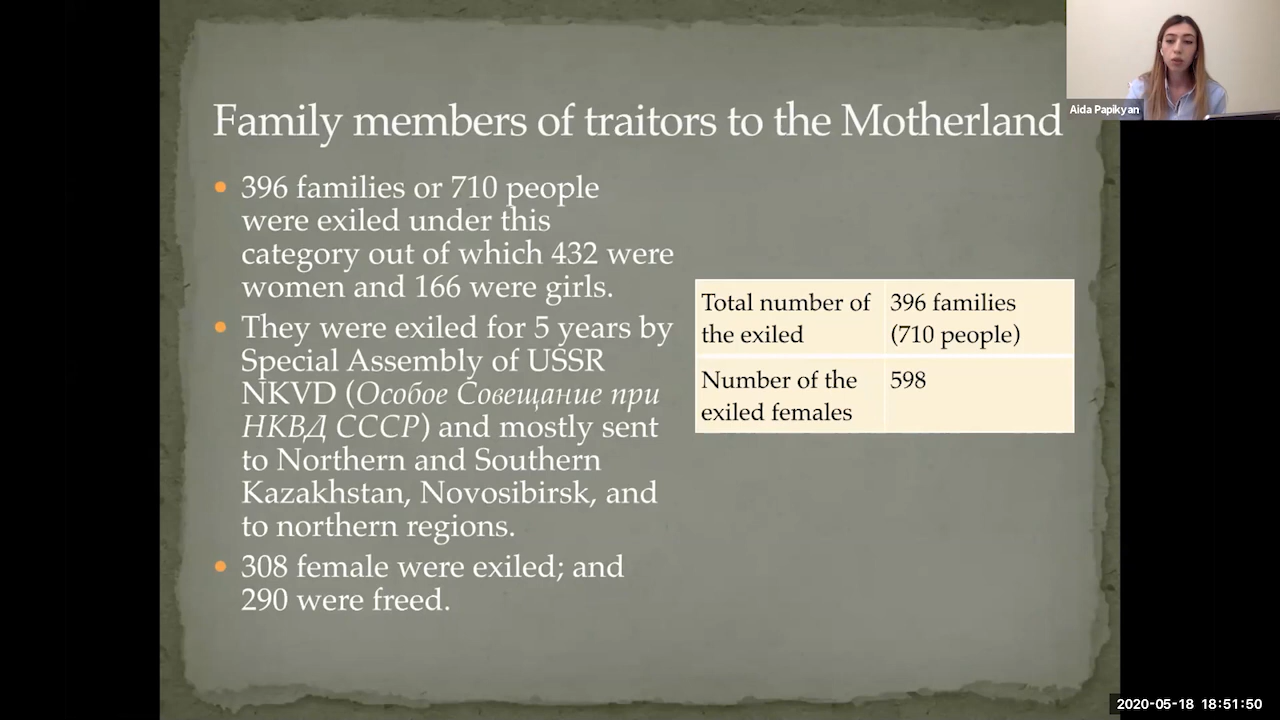 Aida Papikyan
Family members of traitors to the Motherland
• 396 families or 710 people
were exiled under this
category out of which 432 were
women and 166 were girls.
• They were exiled for 5 years by
Special Assembly of USSR
NKVD (Особое Совещание при
НКВД СССР) and mostly sent
to Northern and Southern
Kazakhstan, Novosibirsk, and
to northern regions.
• 308 female were exiled; and
290 were freed.
Total number of
the exiled
396 families
(710 people)
Number of the
exiled females
598
2020-05-18 18:51:50